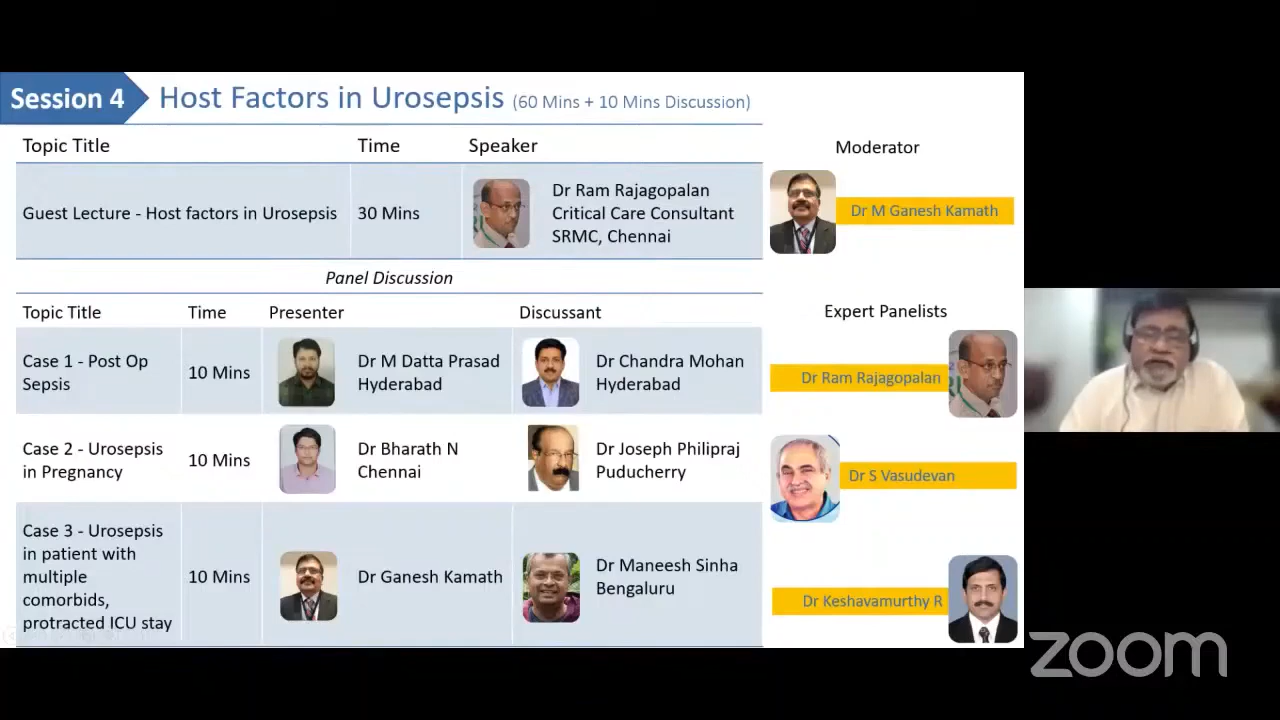 Session 4
Host Factors in Urosepsis (60 Mins + 10 Mins Discussion)
Topic Title
Time
Speaker
Moderator
Guest Lecture - Host factors in Urosepsis
30 Mins
Dr Ram Rajagopalan
Critical Care Consultant
SRMC, Chennai
Dr M Ganesh Kamath
Panel Discussion
Topic Title
Time
Presenter
Discussant
Expert Panelists
Case 1 - Post Op
Sepsis
10 Mins
Dr M Datta Prasad
Hyderabad
Dr Chandra Mohan
Hyderabad
Dr Ram Rajagopalan
Case 2 - Urosepsis
in Pregnancy
10 Mins
Dr Bharath N
Chennai
Dr Joseph Philipraj
Puducherry
Dr S Vasudevan
Case 3 - Urosepsis
in patient with
multiple
comorbids,
protracted ICU stay
10 Mins
Dr Ganesh Kamath
Dr Maneesh Sinha
Bengaluru
Dr Keshavamurthy R
zoom